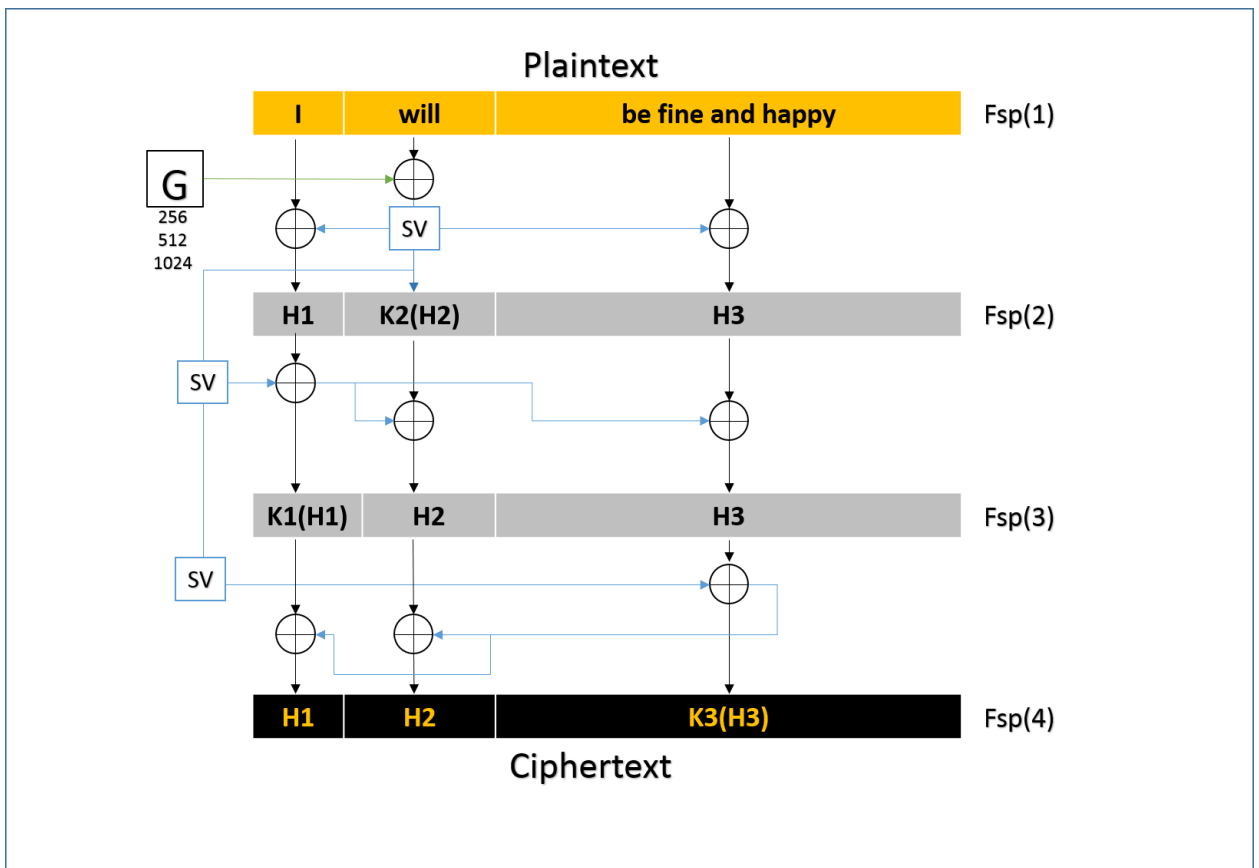 Plaintext
I will be fine and happy Fsp(1)
G
256
512
1024
SV
H1 K2(H2) H3 Fsp(2)
SV
K1(H1) H2 H3 Fsp(3)
SV
H1 H2 K3(H3) Fsp(4)
Ciphertext